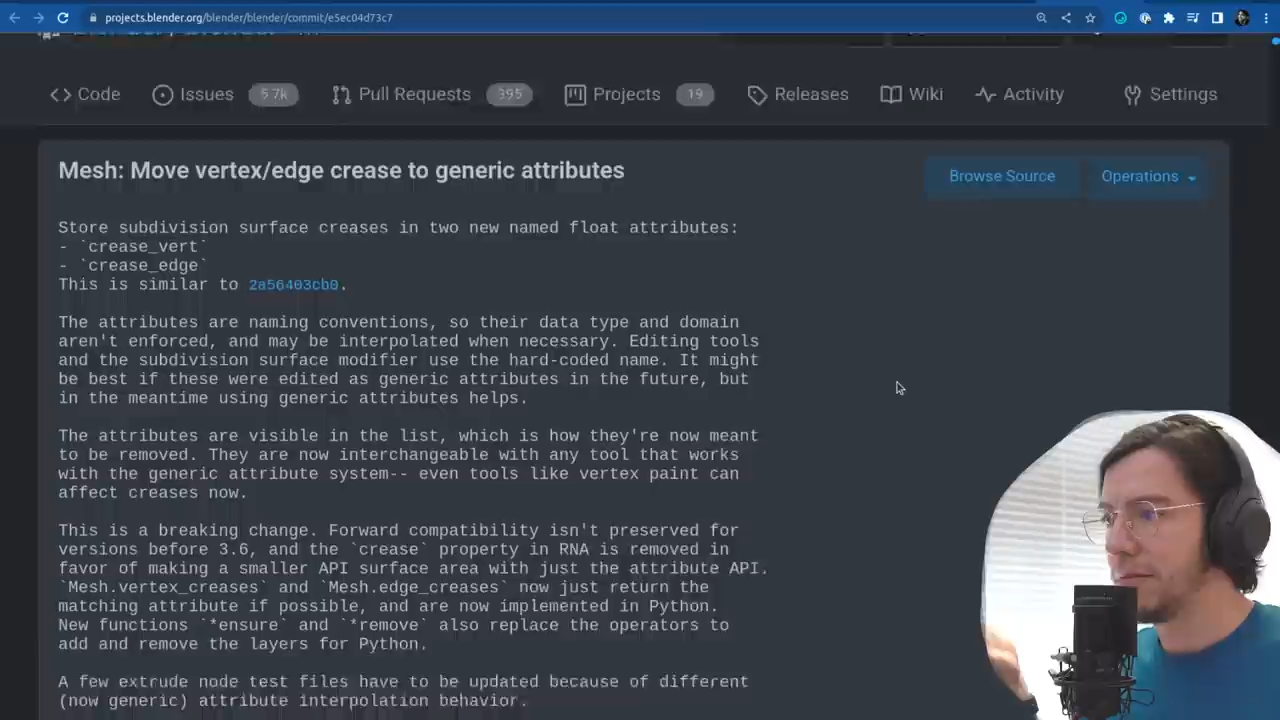 projects.blender.org/blender/blender/commit/e5ec04d73c7
Code Issues 5.7k Pull Requests 395 Projects 19 Releases Wiki Activity Settings
Mesh: Move vertex/edge crease to generic attributes
Browse Source Operations
Store subdivision surface creases in two new named float attributes:
- `crease_vert`
- `crease_edge`
This is similar to 2a56403cb0.
The attributes are naming conventions, so their data type and domain
aren't enforced, and may be interpolated when necessary. Editing tools
and the subdivision surface modifier use the hard-coded name. It might
be best if these were edited as generic attributes in the future, but
in the meantime using generic attributes helps.
The attributes are visible in the list, which is how they're now meant
to be removed. They are now interchangeable with any tool that works
with the generic attribute system-- even tools like vertex paint can
affect creases now.
This is a breaking change. Forward compatibility isn't preserved for
versions before 3.6, and the `crease` property in RNA is removed in
favor of making a smaller API surface area with just the attribute API.
`Mesh.vertex_creases` and `Mesh.edge_creases` now just return the
matching attribute if possible, and are now implemented in Python.
New functions `*ensure` and `*remove` also replace the operators to
add and remove the layers for Python.
A few extrude node test files have to be updated because of different
(now generic) attribute interpolation behavior.